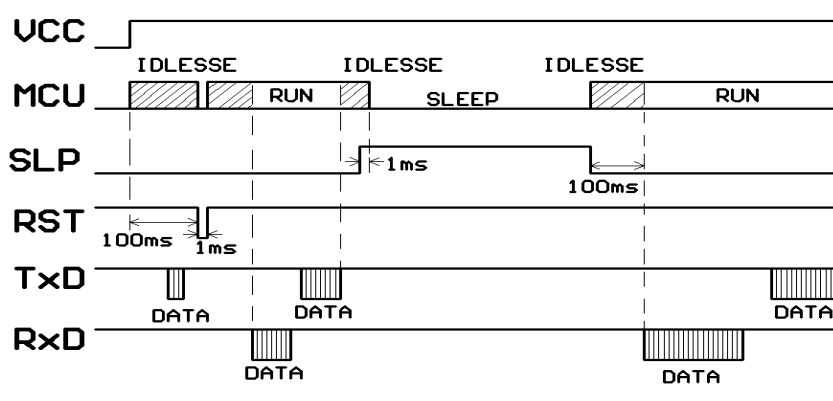 VCC
IDLESSE IDLESSE IDLESSE
MCU RUN SLEEP RUN
SLP 1ms
100ms
RST
100ms 1ms
TxD
DATA DATA DATA
RxD
DATA DATA